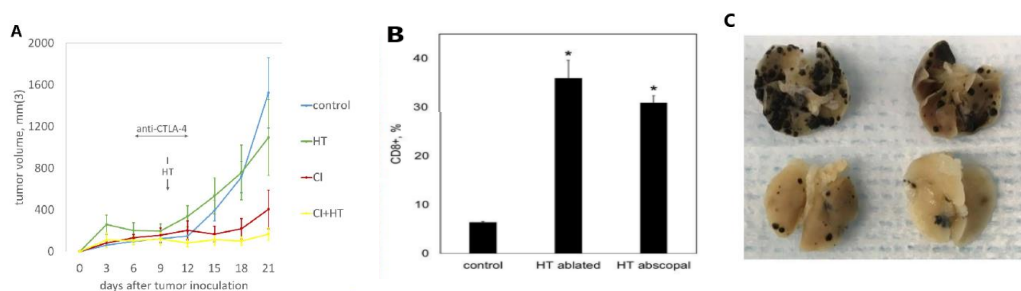 A
tumor volume, mm(3)
2000
1600
1200
800
400
0
anti-CTLA-4
HT
0 3 6 9 12 15 18 21
days after tumor inoculation
control
HT
CI
CI+HT
B
CD8+, %
40
30
20
10
0
*
*
control HT ablated HT abscopal
C